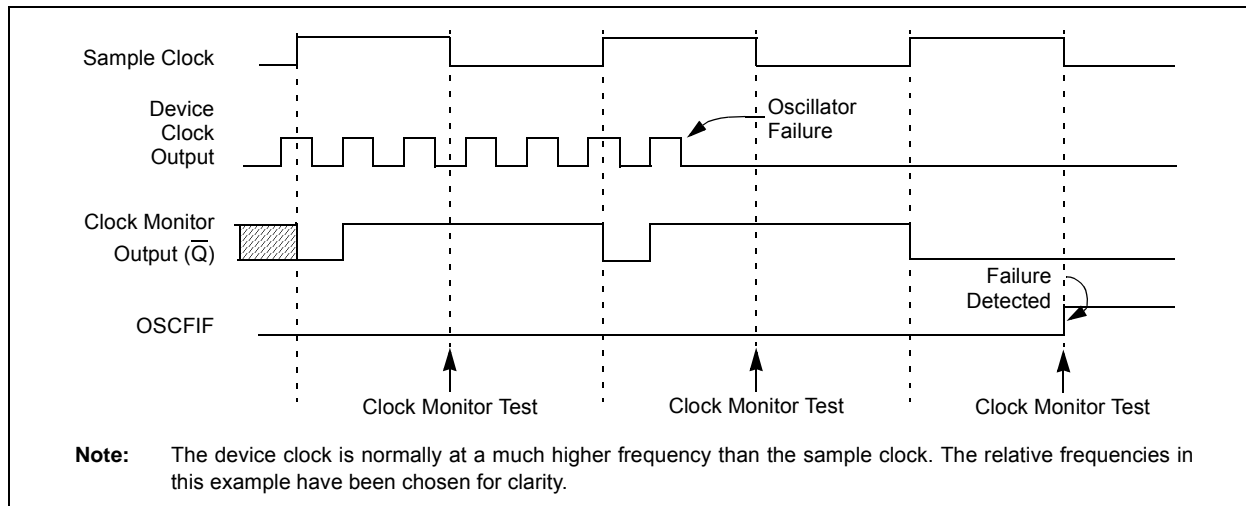 Sample Clock
Device
Clock
Output
Oscillator
Failure
Clock Monitor
Output (Q̅)
Failure
Detected
OSCFIF
Clock Monitor Test
Clock Monitor Test
Clock Monitor Test
Note: The device clock is normally at a much higher frequency than the sample clock. The relative frequencies in
this example have been chosen for clarity.